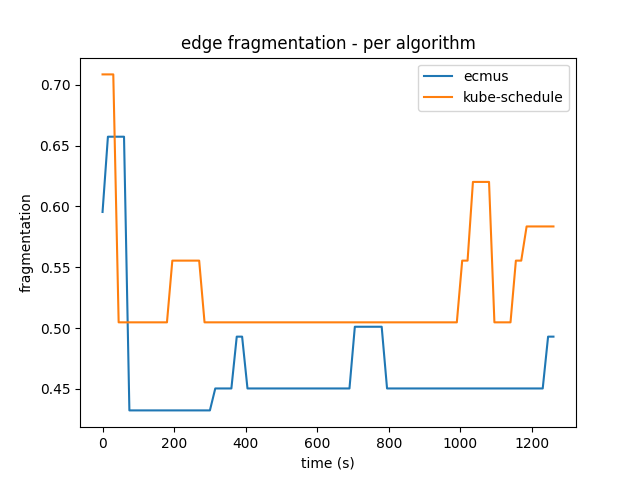 edge fragmentation - per algorithm
ecmus
kube-schedule
fragmentation
0.70
0.65
0.60
0.55
0.50
0.45
0 200 400 600 800 1000 1200
time (s)